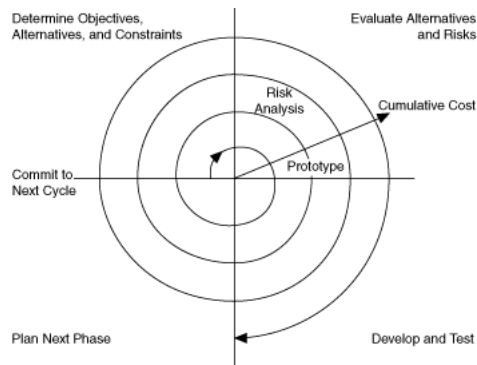 Determine Objectives,
Alternatives, and Constraints
Evaluate Alternatives
and Risks
Risk
Analysis
Cumulative Cost
Prototype
Commit to
Next Cycle
Plan Next Phase
Develop and Test